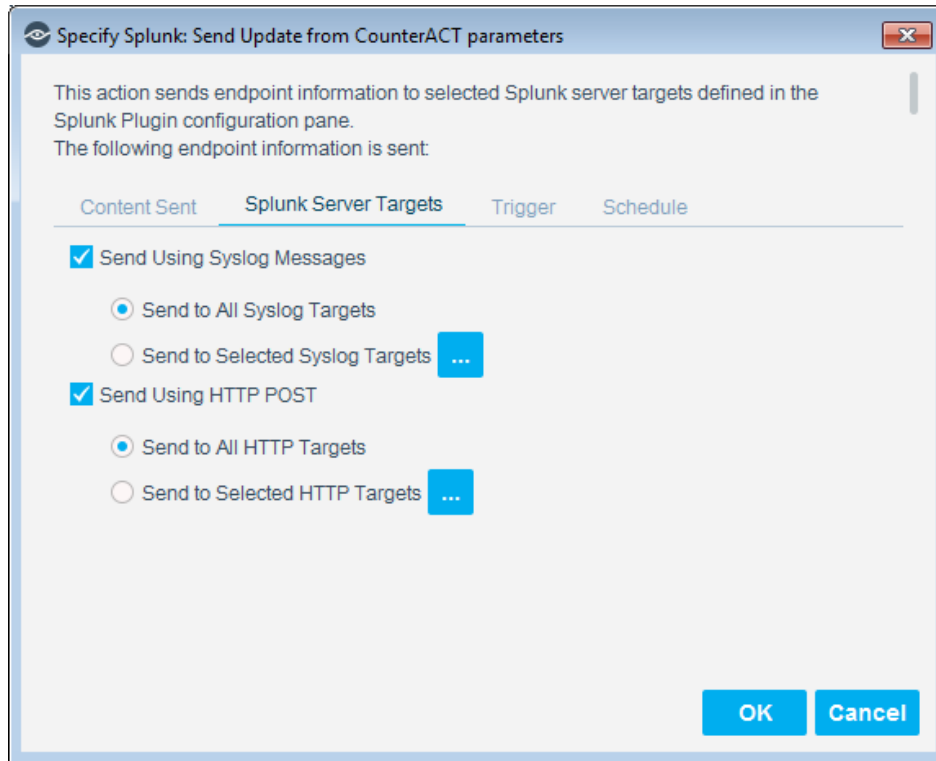 Specify Splunk: Send Update from CounterACT parameters
This action sends endpoint information to selected Splunk server targets defined in the
Splunk Plugin configuration pane.
The following endpoint information is sent:
Content Sent Splunk Server Targets Trigger Schedule
Send Using Syslog Messages
Send to All Syslog Targets
Send to Selected Syslog Targets ...
Send Using HTTP POST
Send to All HTTP Targets
Send to Selected HTTP Targets ...
OK Cancel